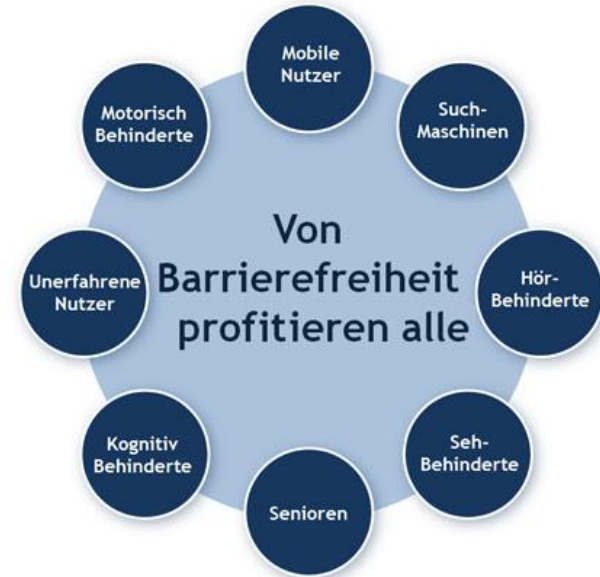 Mobile
Nutzer
Such-
Maschinen
Hör-
Behinderte
Seh-
Behinderte
Senioren
Kognitiv
Behinderte
Unerfahrene
Nutzer
Motorisch
Behinderte
Von
Barrierefreiheit
profitieren alle